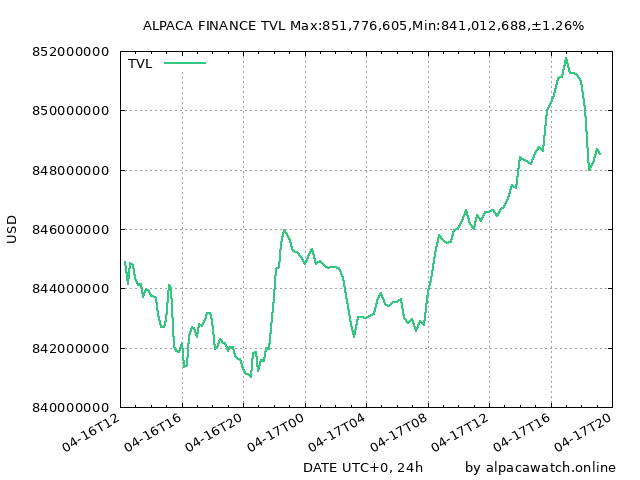 ALPACA FINANCE TVL Max:851,776,605,Min:841,012,688,±1.26%
TVL
852000000
850000000
848000000
846000000
844000000
842000000
840000000
USD
04-16T12
04-16T16
04-16T20
04-17T00
04-17T04
04-17T08
04-17T12
04-17T16
04-17T20
DATE UTC+0, 24h
by alpacawatch.online